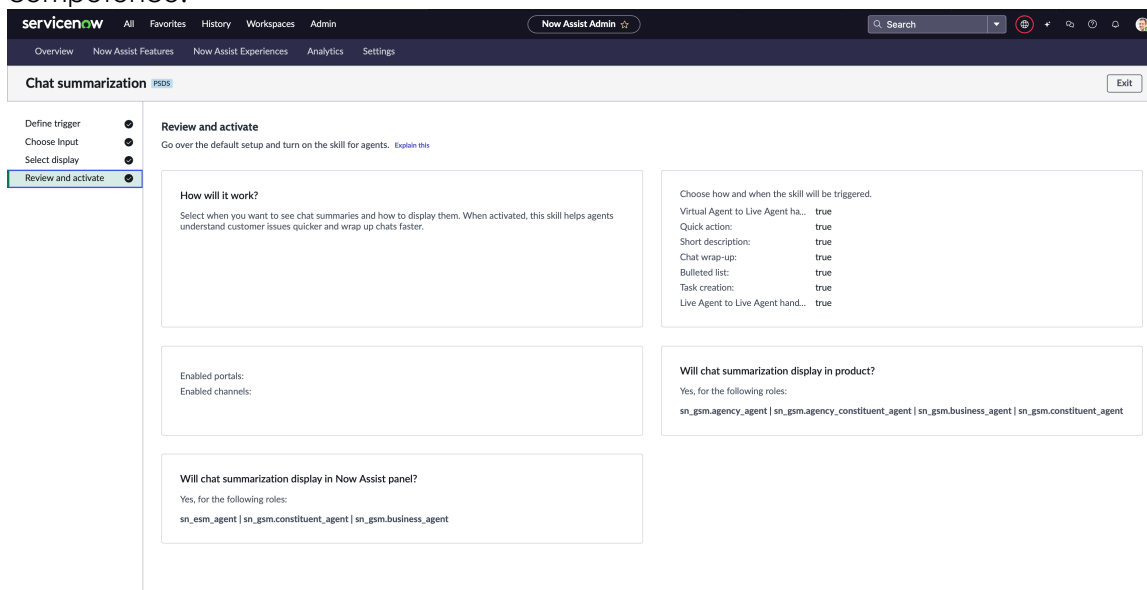 servicenow All Favorites History Workspaces Admin Now Assist Admin Search
Overview Now Assist Features Now Assist Experiences Analytics Settings
Chat summarization PSDS Exit
Define trigger
Choose Input
Select display
Review and activate
Review and activate
Go over the default setup and turn on the skill for agents. Explain this
How will it work?
Select when you want to see chat summaries and how to display them. When activated, this skill helps agents
understand customer issues quicker and wrap up chats faster.
Choose how and when the skill will be triggered.
Virtual Agent to Live Agent ha... true
Quick action: true
Short description: true
Chat wrap-up: true
Bulleted list: true
Task creation: true
Live Agent to Live Agent hand... true
Enabled portals:
Enabled channels:
Will chat summarization display in product?
Yes, for the following roles:
sn_gsm.agency_agent | sn_gsm.agency_constituent_agent | sn_gsm.business_agent | sn_gsm.constituent_agent
Will chat summarization display in Now Assist panel?
Yes, for the following roles:
sn_esm_agent | sn_gsm.constituent_agent | sn_gsm.business_agent